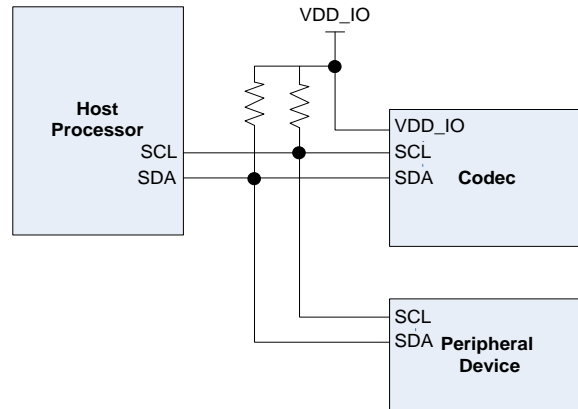 VDD_IO
Host
Processor
SCL
SDA
VDD_IO
SCL
SDA
Codec
SCL
SDA
Peripheral
Device